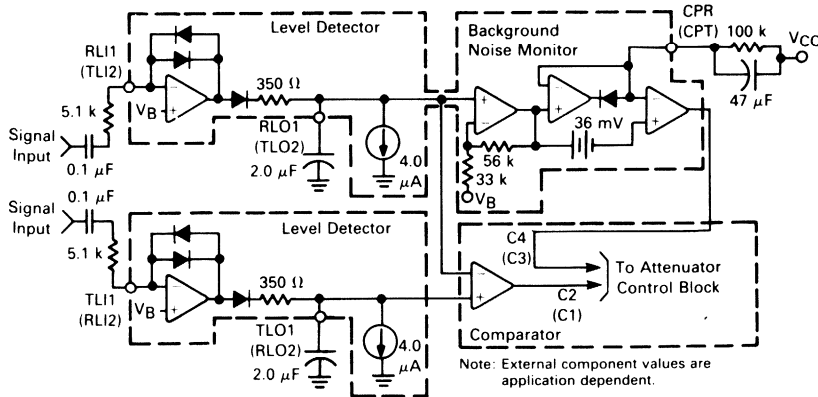 Level Detector
RLI1
(TLI2)
5.1 k
Signal
Input
0.1 µF
VB
350 Ω
RLO1
(TLO2)
2.0 µF
4.0
µA
Background
Noise Monitor
56 k
33 k
VB
36 mV
CPR
(CPT)
100 k
VCC
47 µF
0.1 µF
Signal
Input
5.1 k
TLI1
(RLI2)
Level Detector
VB
350 Ω
TLO1
(RLO2)
2.0 µF
4.0
µA
C4
(C3)
C2
(C1)
To Attenuator
Control Block
Comparator
Note: External component values are
application dependent.